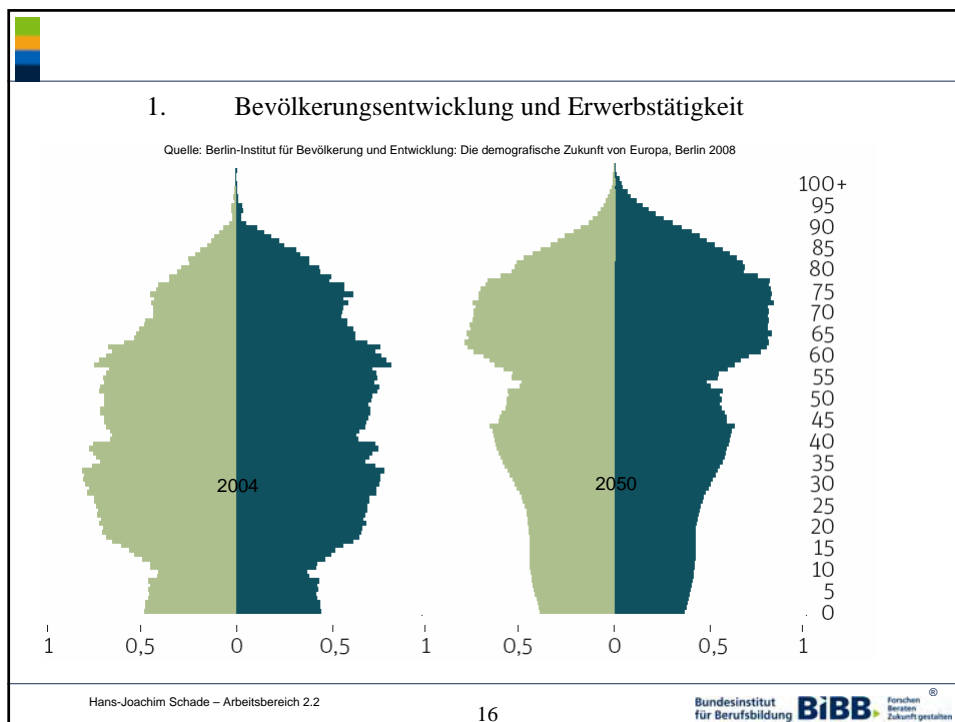 1. Bevölkerungsentwicklung und Erwerbstätigkeit
Quelle: Berlin-Institut für Bevölkerung und Entwicklung: Die demografische Zukunft von Europa, Berlin 2008
100+
95
90
85
80
75
70
65
60
55
50
45
40
35
30
25
20
15
10
5
0
2004
2050
1 0,5 0 0,5 1 0,5 0 0,5 1
Hans-Joachim Schade – Arbeitsbereich 2.2
16
Bundesinstitut
für Berufsbildung
BiBB
®
Forschen
Beraten
Zukunft gestalten